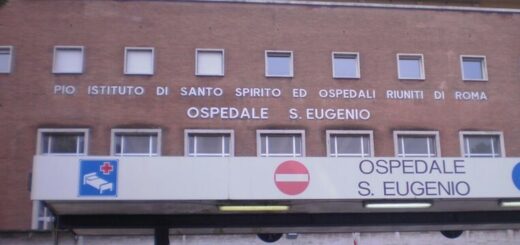 PIO ISTITUTO DI SANTO SPIRITO ED OSPEDALI RIUNITI DI ROMA
OSPEDALE S. EUGENIO
OSPEDALE
S. EUGENIO